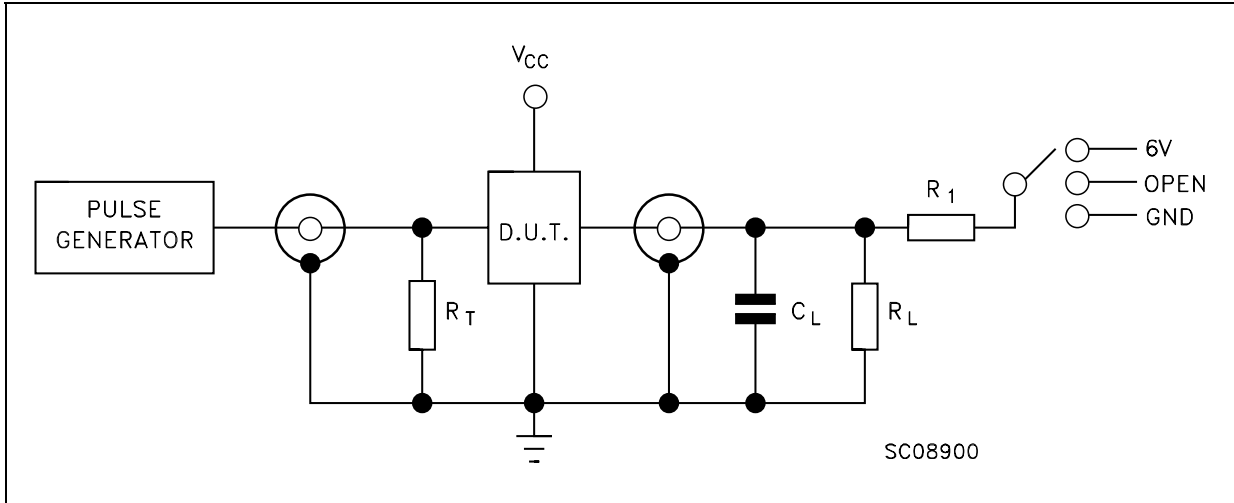 VCC
PULSE
GENERATOR
D.U.T.
RT
CL
RL
R1
6V
OPEN
GND
SC08900